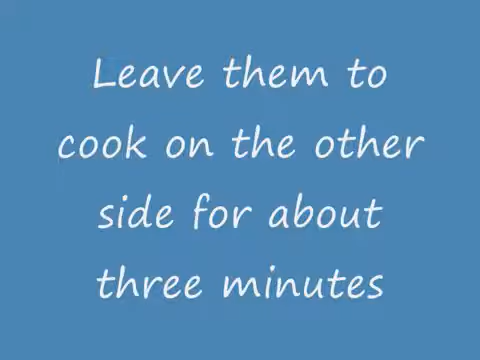 Leave them to
cook on the other
side for about
three minutes